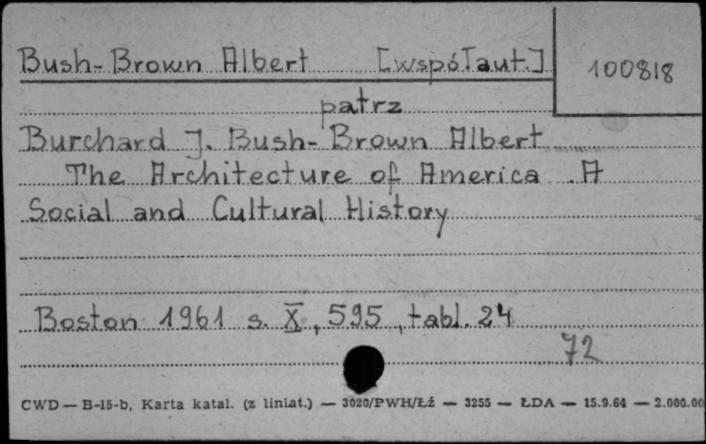 Bush-Brown Albert [współaut.]
100818
patrz
Burchard J. Bush-Brown Albert
The Architecture of America. A
Social and Cultural History
Boston 1961 s. X, 595, tabl. 24
72
CWD — B-15-b, Karta katal. (z liniat.) — 3020/PWH/Łź — 3255 — ŁDA — 15.9.64 — 2.000.00